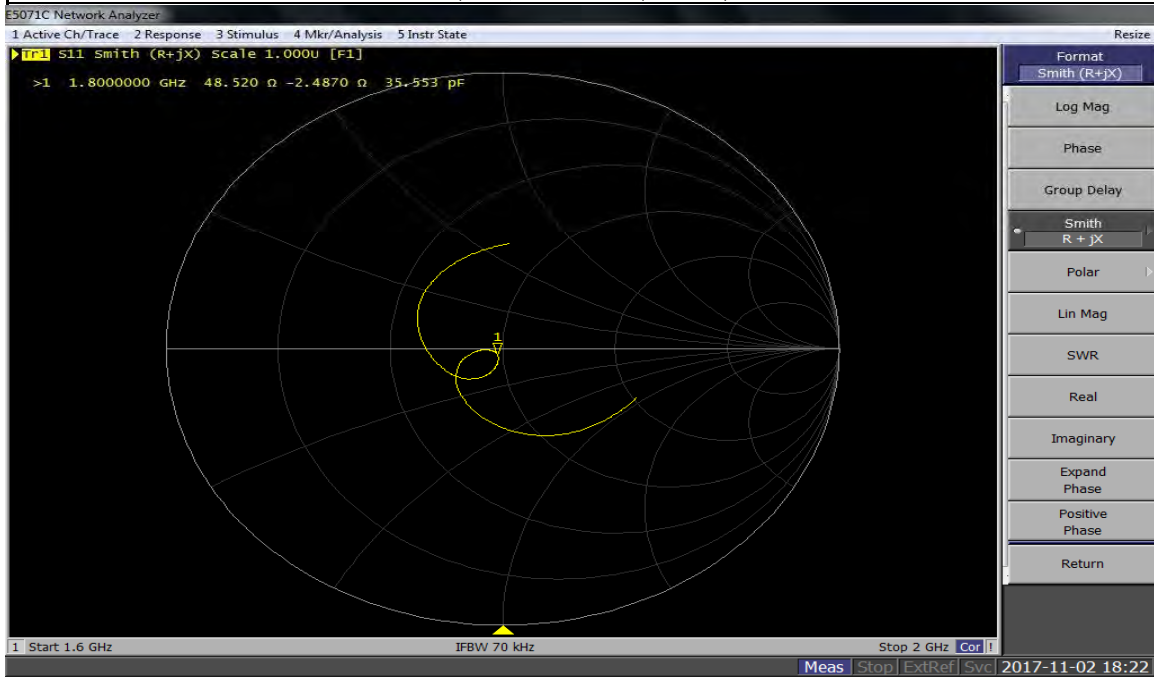 E5071C Network Analyzer
1 Active Ch/Trace 2 Response 3 Stimulus 4 Mkr/Analysis 5 Instr State
Resize
Tr1 S11 Smith (R+jX) Scale 1.000U [F1]
>1 1.8000000 GHz 48.520 Ω -2.4870 Ω 35.553 pF
1
Format
Smith (R+jX)
Log Mag
Phase
Group Delay
Smith
R + jX
Polar
Lin Mag
SWR
Real
Imaginary
Expand
Phase
Positive
Phase
Return
1 Start 1.6 GHz
IFBW 70 kHz
Stop 2 GHz Cor !
Meas Stop ExtRef Svc 2017-11-02 18:22